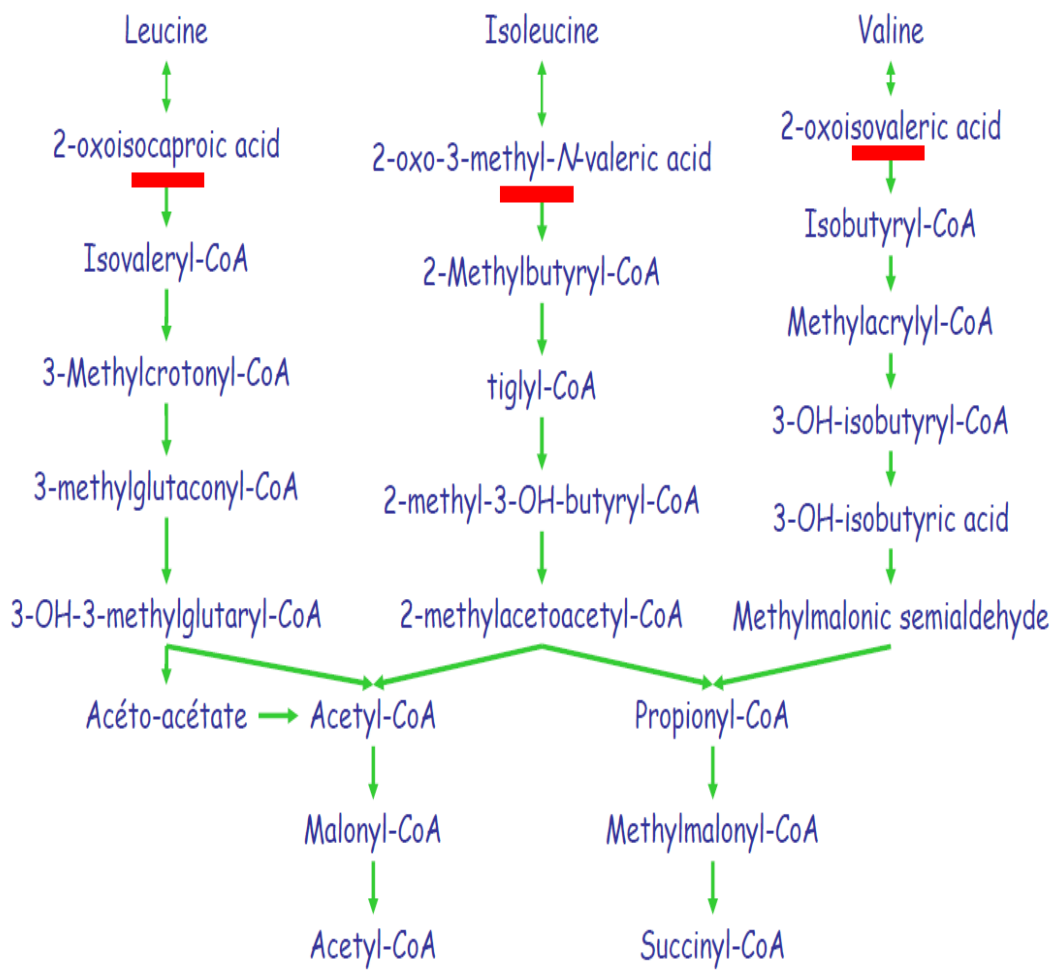 Leucine
Isoleucine
Valine
2-oxoisocaproic acid
2-oxo-3-methyl-N-valeric acid
2-oxoisovaleric acid
Isovaleryl-CoA
2-Methylbutyryl-CoA
Isobutyryl-CoA
3-Methylcrotonyl-CoA
tiglyl-CoA
Methylacrylyl-CoA
3-methylglutaconyl-CoA
2-methyl-3-OH-butyryl-CoA
3-OH-isobutyryl-CoA
3-OH-isobutyric acid
3-OH-3-methylglutaryl-CoA
2-methylacetoacetyl-CoA
Methylmalonic semialdehyde
Acéto-acétate
Acetyl-CoA
Propionyl-CoA
Malonyl-CoA
Methylmalonyl-CoA
Acetyl-CoA
Succinyl-CoA